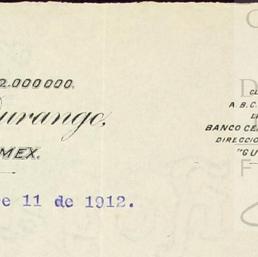 2.000000.
Durango,
MEX.
e 11 de 1912.
A.B.C.
BANCO CE
DIRECCIO
"GU